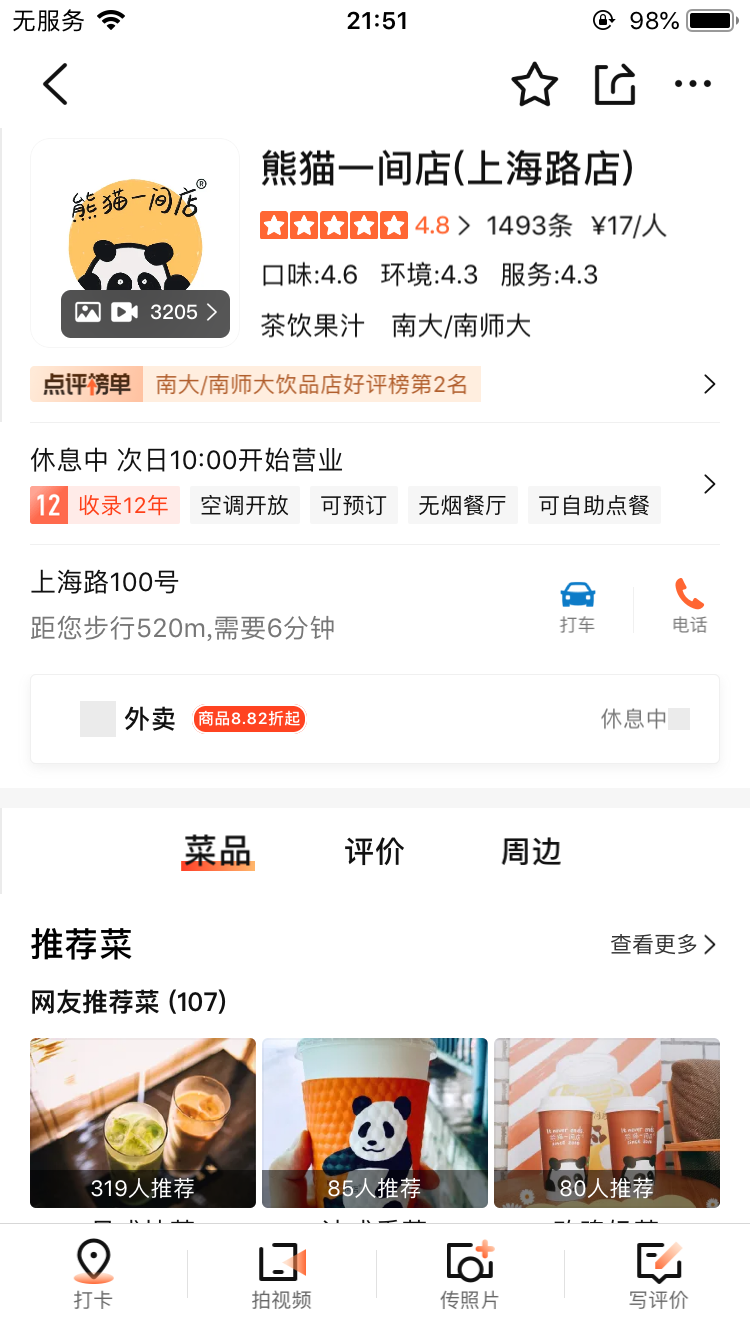 无服务 21:51 98%
熊猫一间店®
3205
熊猫一间店(上海路店)
4.8 1493条 ¥17/人
口味:4.6 环境:4.3 服务:4.3
茶饮果汁 南大/南师大
点评榜单 南大/南师大饮品店好评榜第2名
休息中 次日10:00开始营业
12 收录12年 空调开放 可预订 无烟餐厅 可自助点餐
上海路100号
距您步行520m,需要6分钟
打车 电话
外卖 商品8.82折起 休息中
菜品 评价 周边
推荐菜 查看更多
网友推荐菜 (107)
319人推荐 85人推荐 80人推荐
打卡 拍视频 传照片 写评价